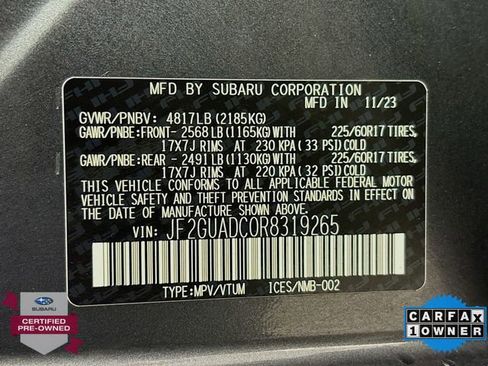 MFD BY SUBARU CORPORATION
MFD IN 11/23
GVWR/PNBV: 4817LB (2185KG)
GAWR/PNBE: FRONT- 2568 LB (1165KG) WITH 225/60R17 TIRES,
17X7J RIMS AT 230 KPA (33 PSI) COLD
GAWR/PNBE: REAR - 2491 LB (1130KG) WITH 225/60R17 TIRES,
17X7J RIMS AT 220 KPA (32 PSI) COLD
THIS VEHICLE CONFORMS TO ALL APPLICABLE FEDERAL MOTOR
VEHICLE SAFETY, BUMPER, AND THEFT PREVENTION STANDARDS
IN EFFECT ON THE DATE OF MANUFACTURE SHOWN ABOVE.
VIN: JF2GUADC0R8319265
TYPE: MPV/VTUM ICES/NMB-002
SUBARU
CERTIFIED
PRE-OWNED
CARFAX
1 OWNER